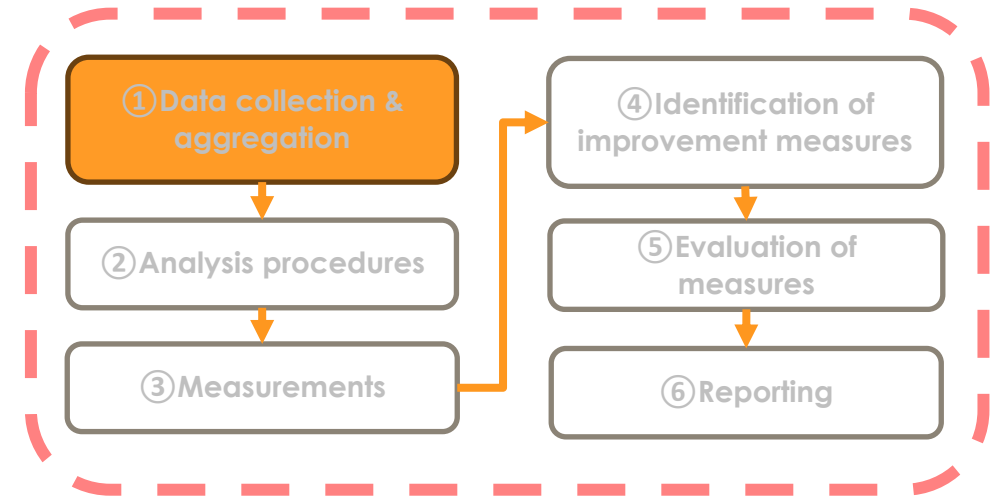 ①Data collection &
aggregation
②Analysis procedures
③Measurements
④Identification of
improvement measures
⑤Evaluation of
measures
⑥Reporting